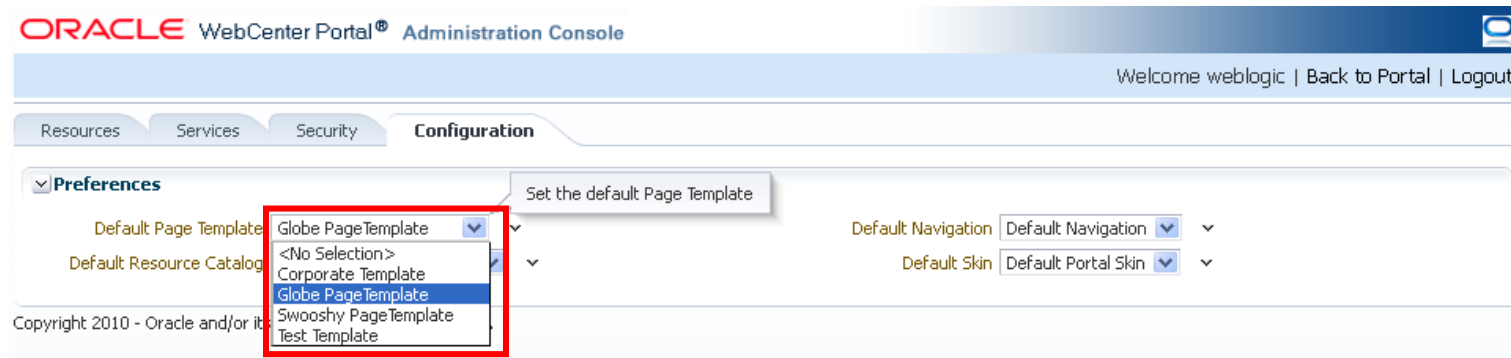 ORACLE WebCenter Portal® Administration Console
Welcome weblogic | Back to Portal | Logout
Resources Services Security Configuration
Preferences
Set the default Page Template
Default Page Template Globe PageTemplate Default Navigation Default Navigation
<No Selection>
Default Resource Catalog Corporate Template Default Skin Default Portal Skin
Globe PageTemplate
Swooshy PageTemplate
Copyright 2010 - Oracle and/or it
Test Template